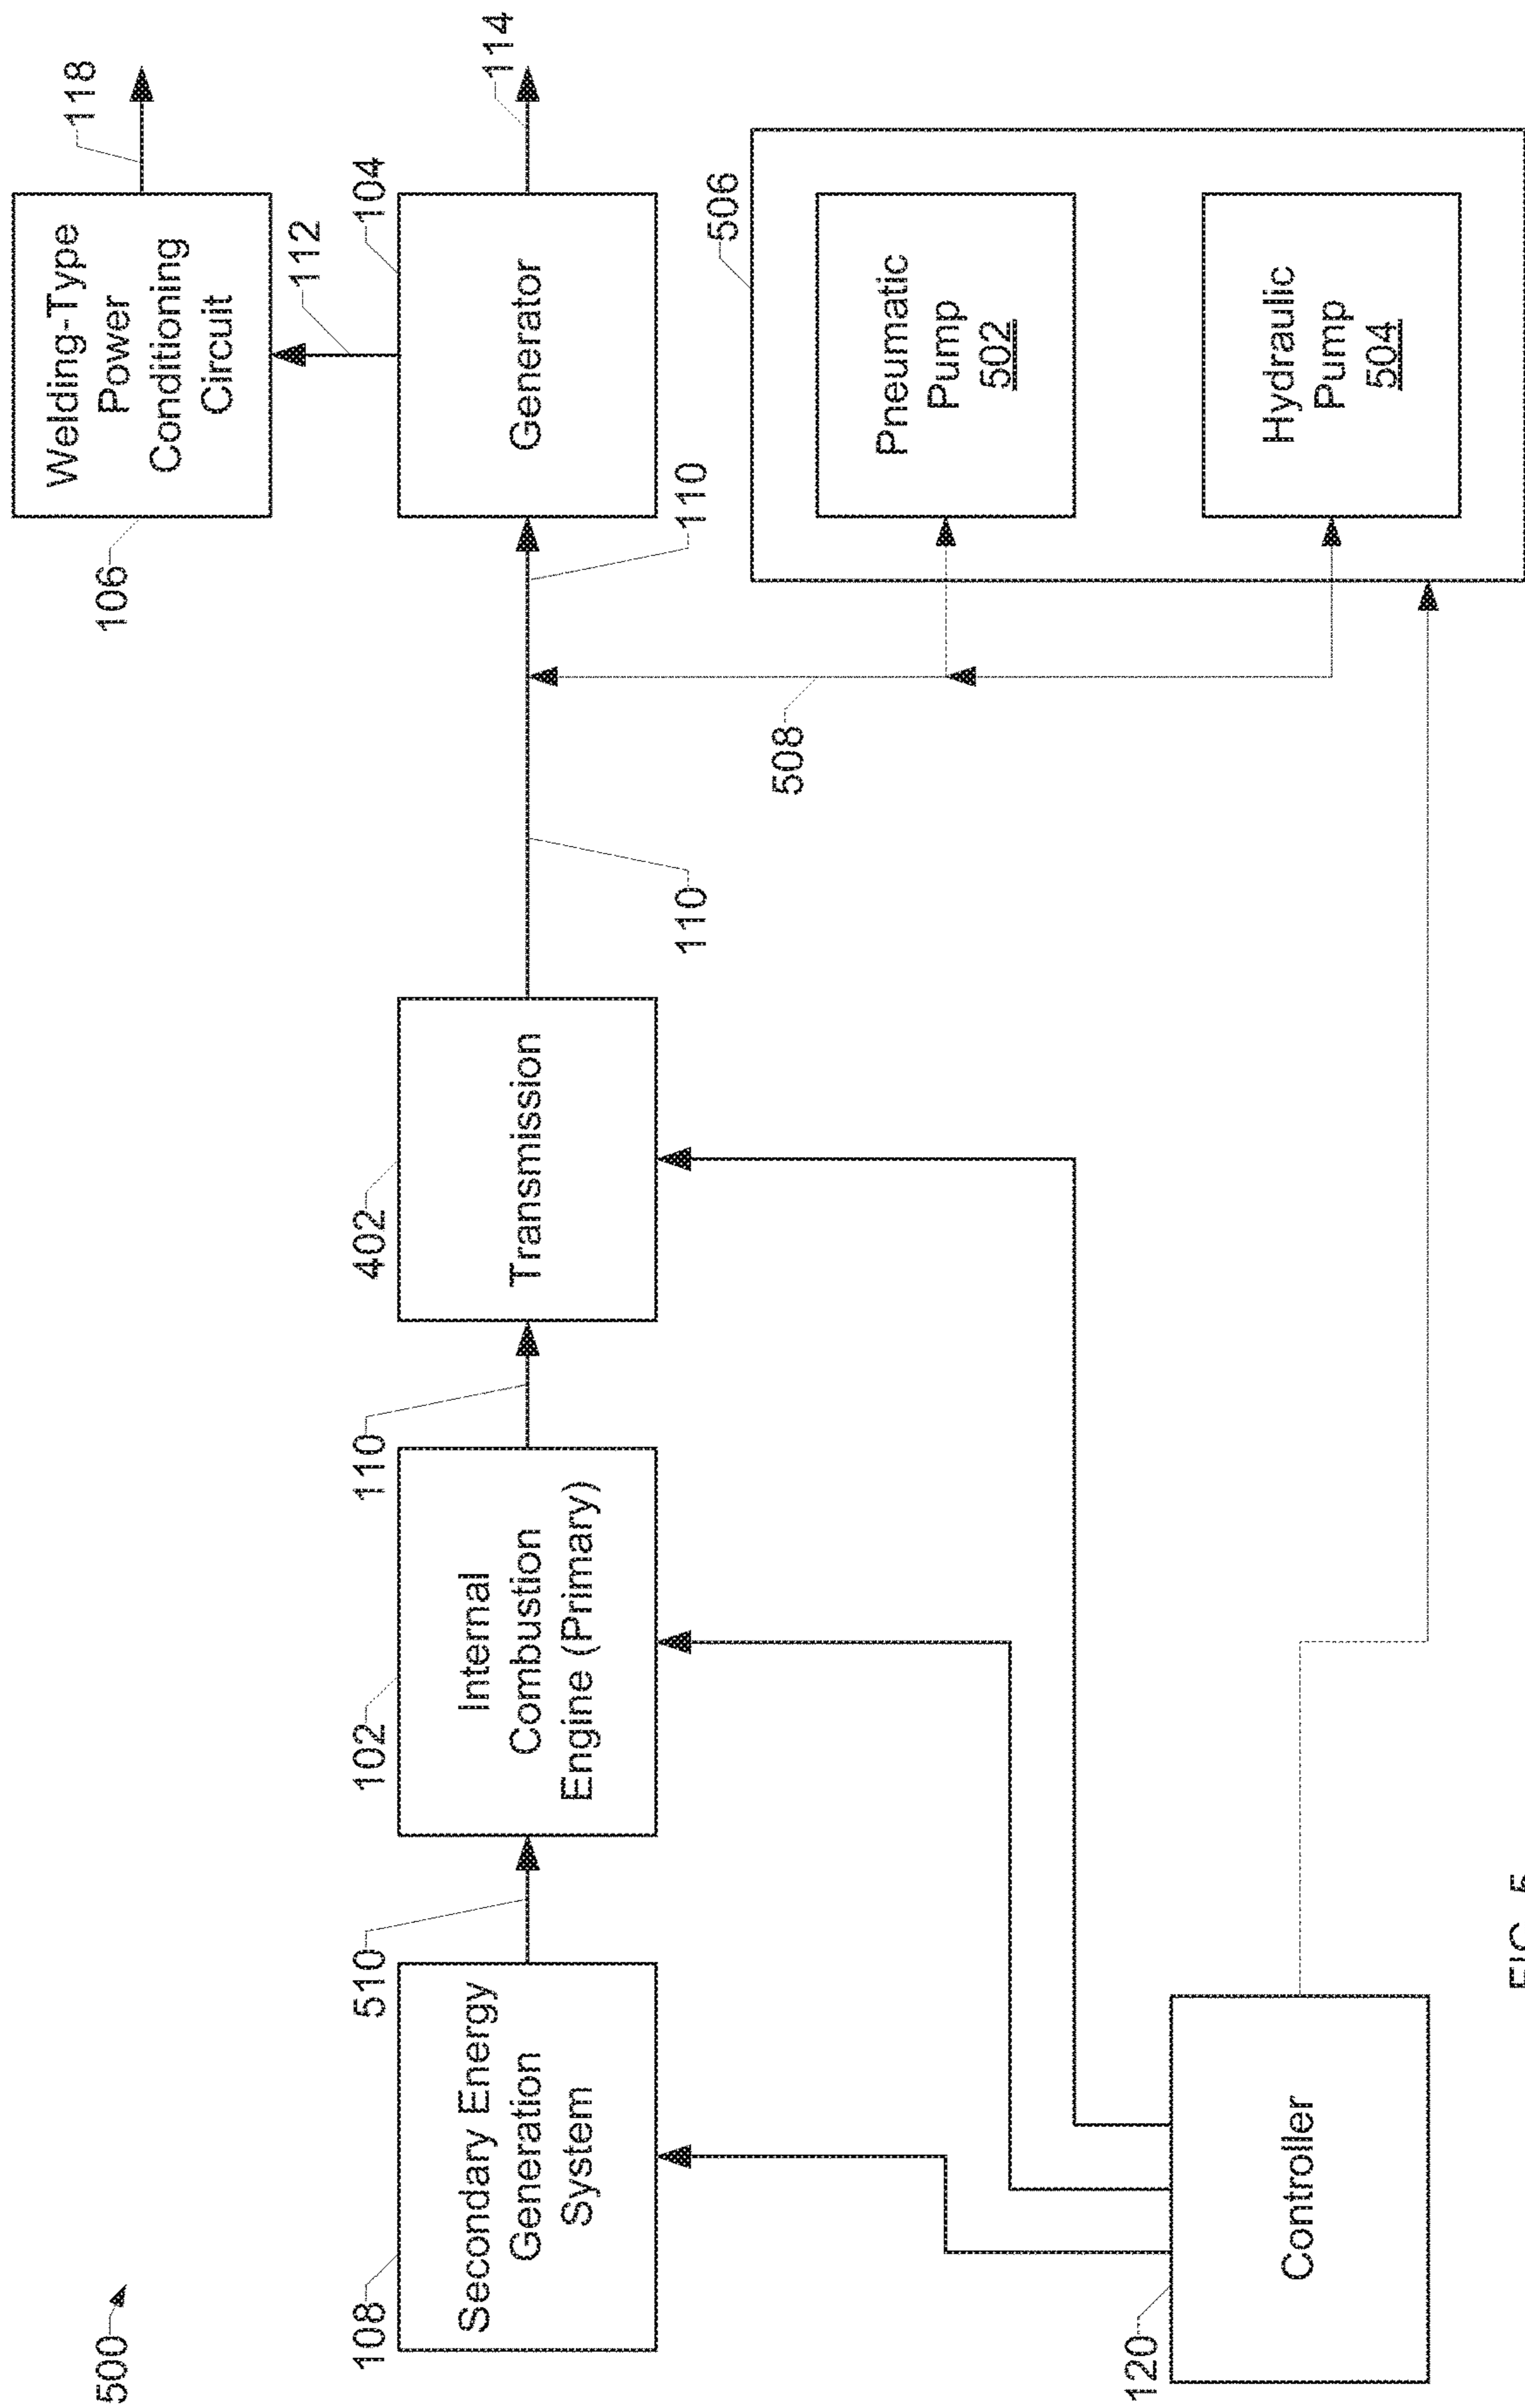 500
108
Secondary Energy
Generation
System
510
102
Internal
Combustion
Engine (Primary)
110
402
Transmission
110
110
106
Welding-Type
Power
Conditioning
Circuit
118
112
104
Generator
114
508
506
Pneumatic
Pump
502
Hydraulic
Pump
504
120
Controller
FIG. 5